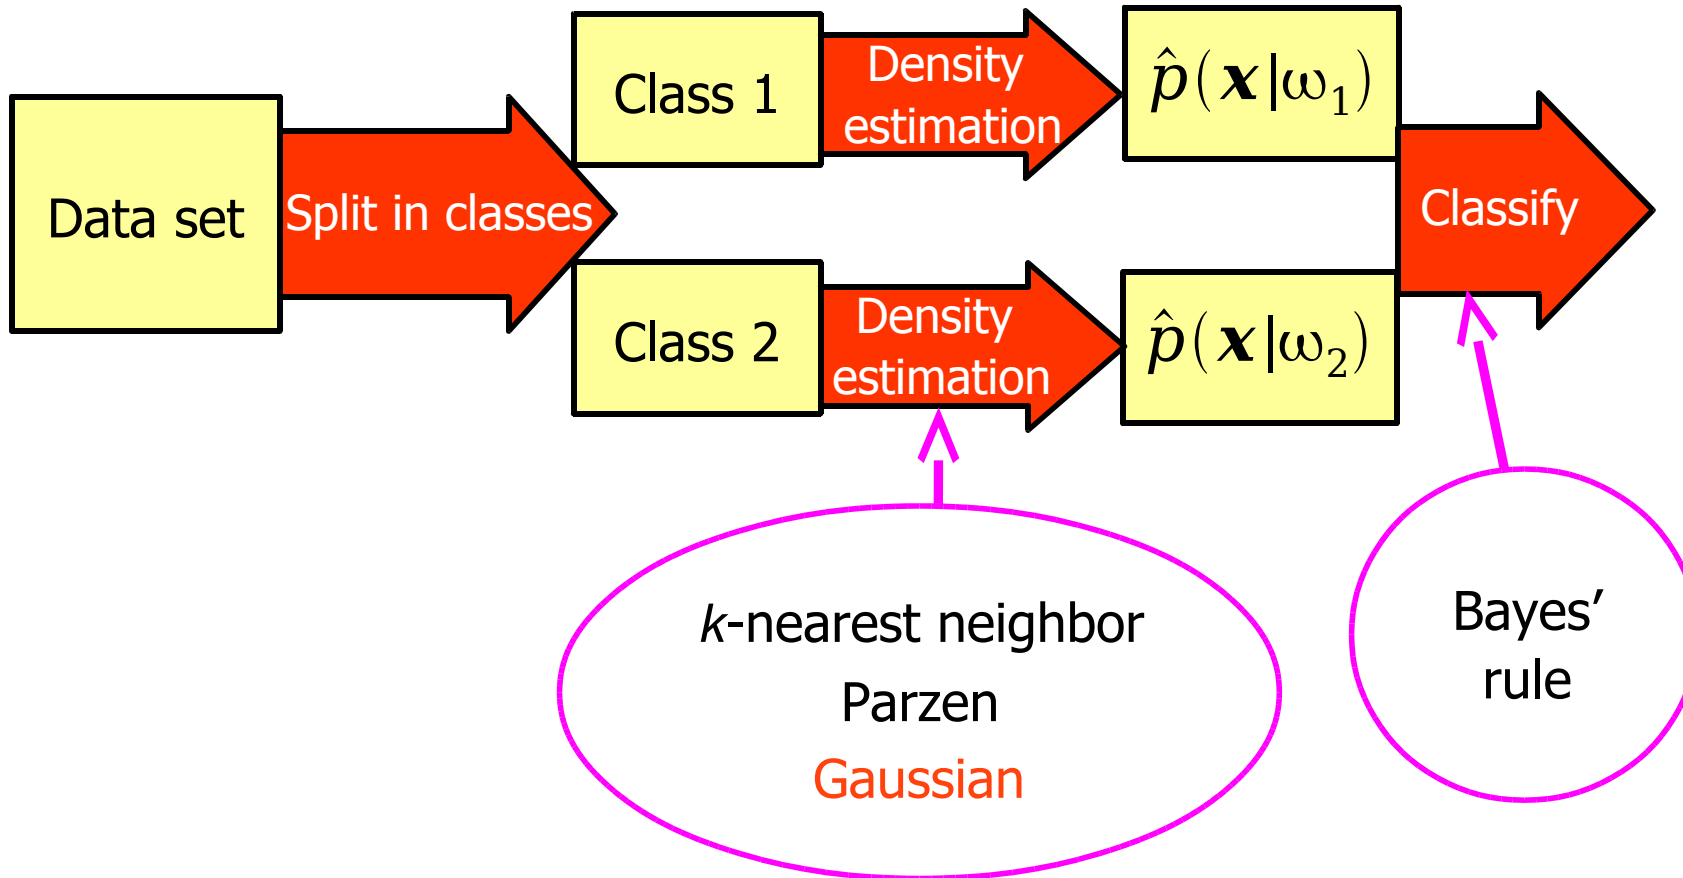 Data set
Split in classes
Class 1
Density
estimation
p̂(x|ω₁)
Class 2
Density
estimation
p̂(x|ω₂)
Classify
k-nearest neighbor
Parzen
Gaussian
Bayes’
rule